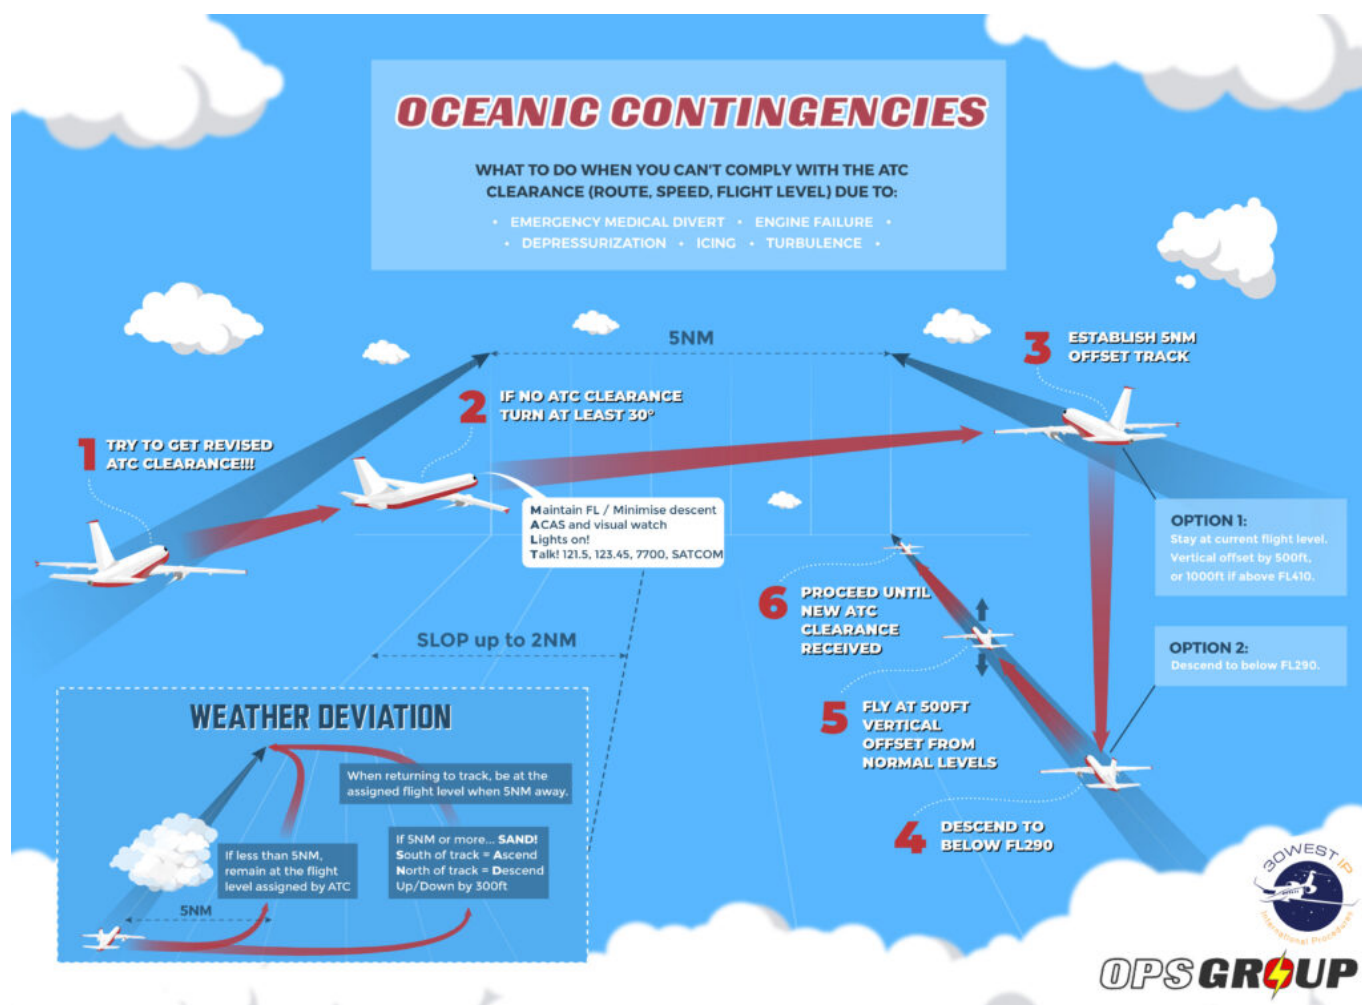 OCEANIC CONTINGENCIES
WHAT TO DO WHEN YOU CAN'T COMPLY WITH THE ATC
CLEARANCE (ROUTE, SPEED, FLIGHT LEVEL) DUE TO:
• EMERGENCY MEDICAL DIVERT • ENGINE FAILURE •
• DEPRESSURIZATION • ICING • TURBULENCE •
5NM
1 TRY TO GET REVISED
ATC CLEARANCE!!!
2 IF NO ATC CLEARANCE
TURN AT LEAST 30°
Maintain FL / Minimise descent
ACAS and visual watch
Lights on!
Talk! 121.5, 123.45, 7700, SATCOM
SLOP up to 2NM
3 ESTABLISH 5NM
OFFSET TRACK
OPTION 1:
Stay at current flight level.
Vertical offset by 500ft,
or 1000ft if above FL410.
OPTION 2:
Descend to below FL290.
4 DESCEND TO
BELOW FL290
5 FLY AT 500FT
VERTICAL
OFFSET FROM
NORMAL LEVELS
6 PROCEED UNTIL
NEW ATC
CLEARANCE
RECEIVED
WEATHER DEVIATION
When returning to track, be at the
assigned flight level when 5NM away.
If less than 5NM,
remain at the flight
level assigned by ATC
If 5NM or more... SAND!
South of track = Ascend
North of track = Descend
Up/Down by 300ft
5NM
30WEST IP
International Procedures
OPSGROUP